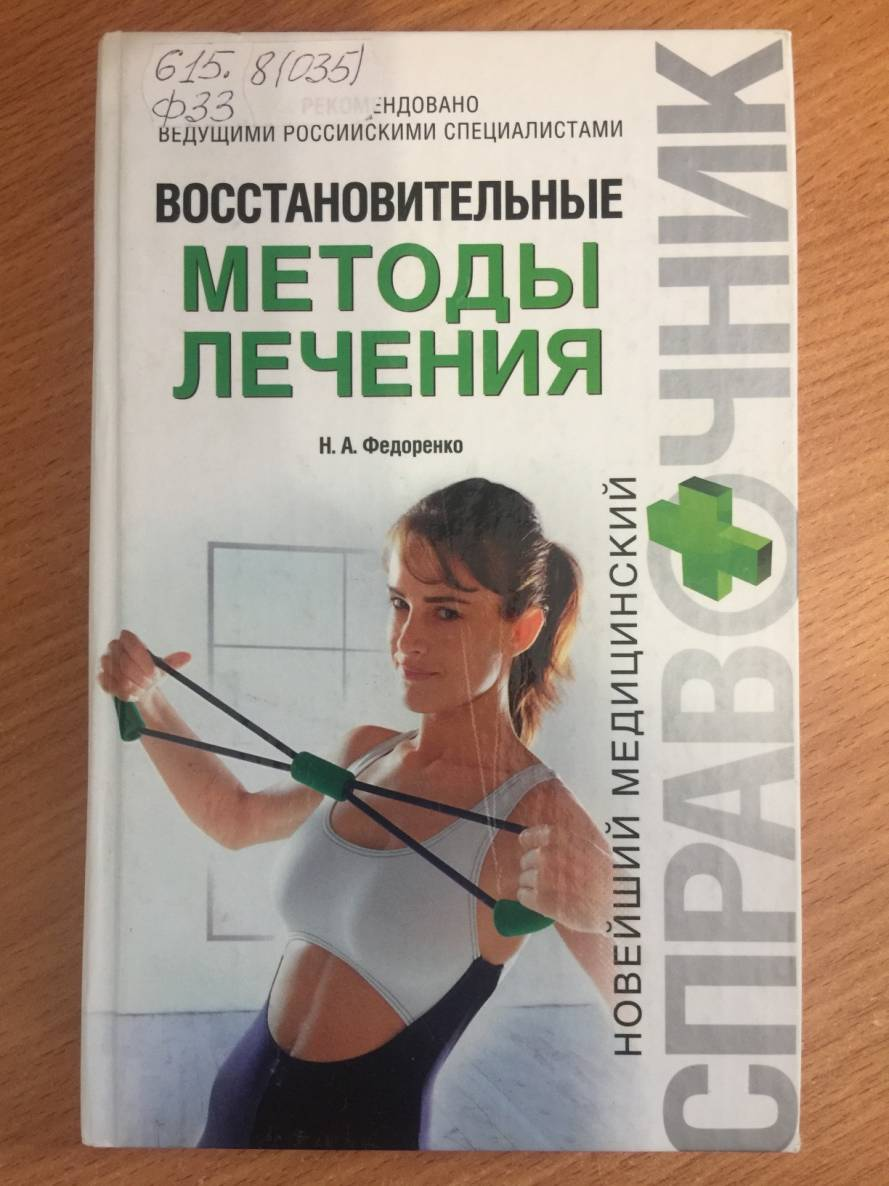 615. 8(035)
Ф33
РЕКОМЕНДОВАНО
ВЕДУЩИМИ РОССИЙСКИМИ СПЕЦИАЛИСТАМИ
ВОССТАНОВИТЕЛЬНЫЕ
МЕТОДЫ
ЛЕЧЕНИЯ
Н. А. Федоренко
НОВЕЙШИЙ МЕДИЦИНСКИЙ
СПРАВОЧНИК